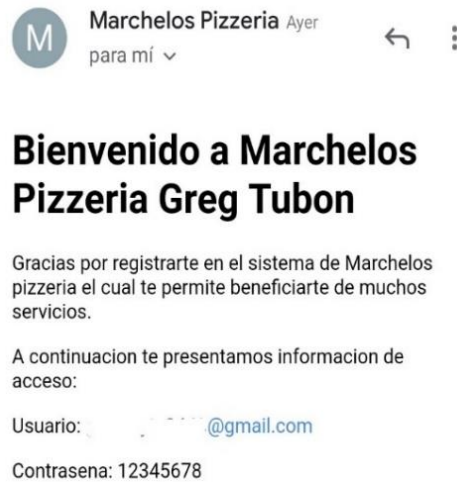 M
Marchelos Pizzeria Ayer
para mí
Bienvenido a Marchelos
Pizzeria Greg Tubon
Gracias por registrarte en el sistema de Marchelos
pizzeria el cual te permite beneficiarte de muchos
servicios.
A continuacion te presentamos informacion de
acceso:
Usuario: @gmail.com
Contrasena: 12345678